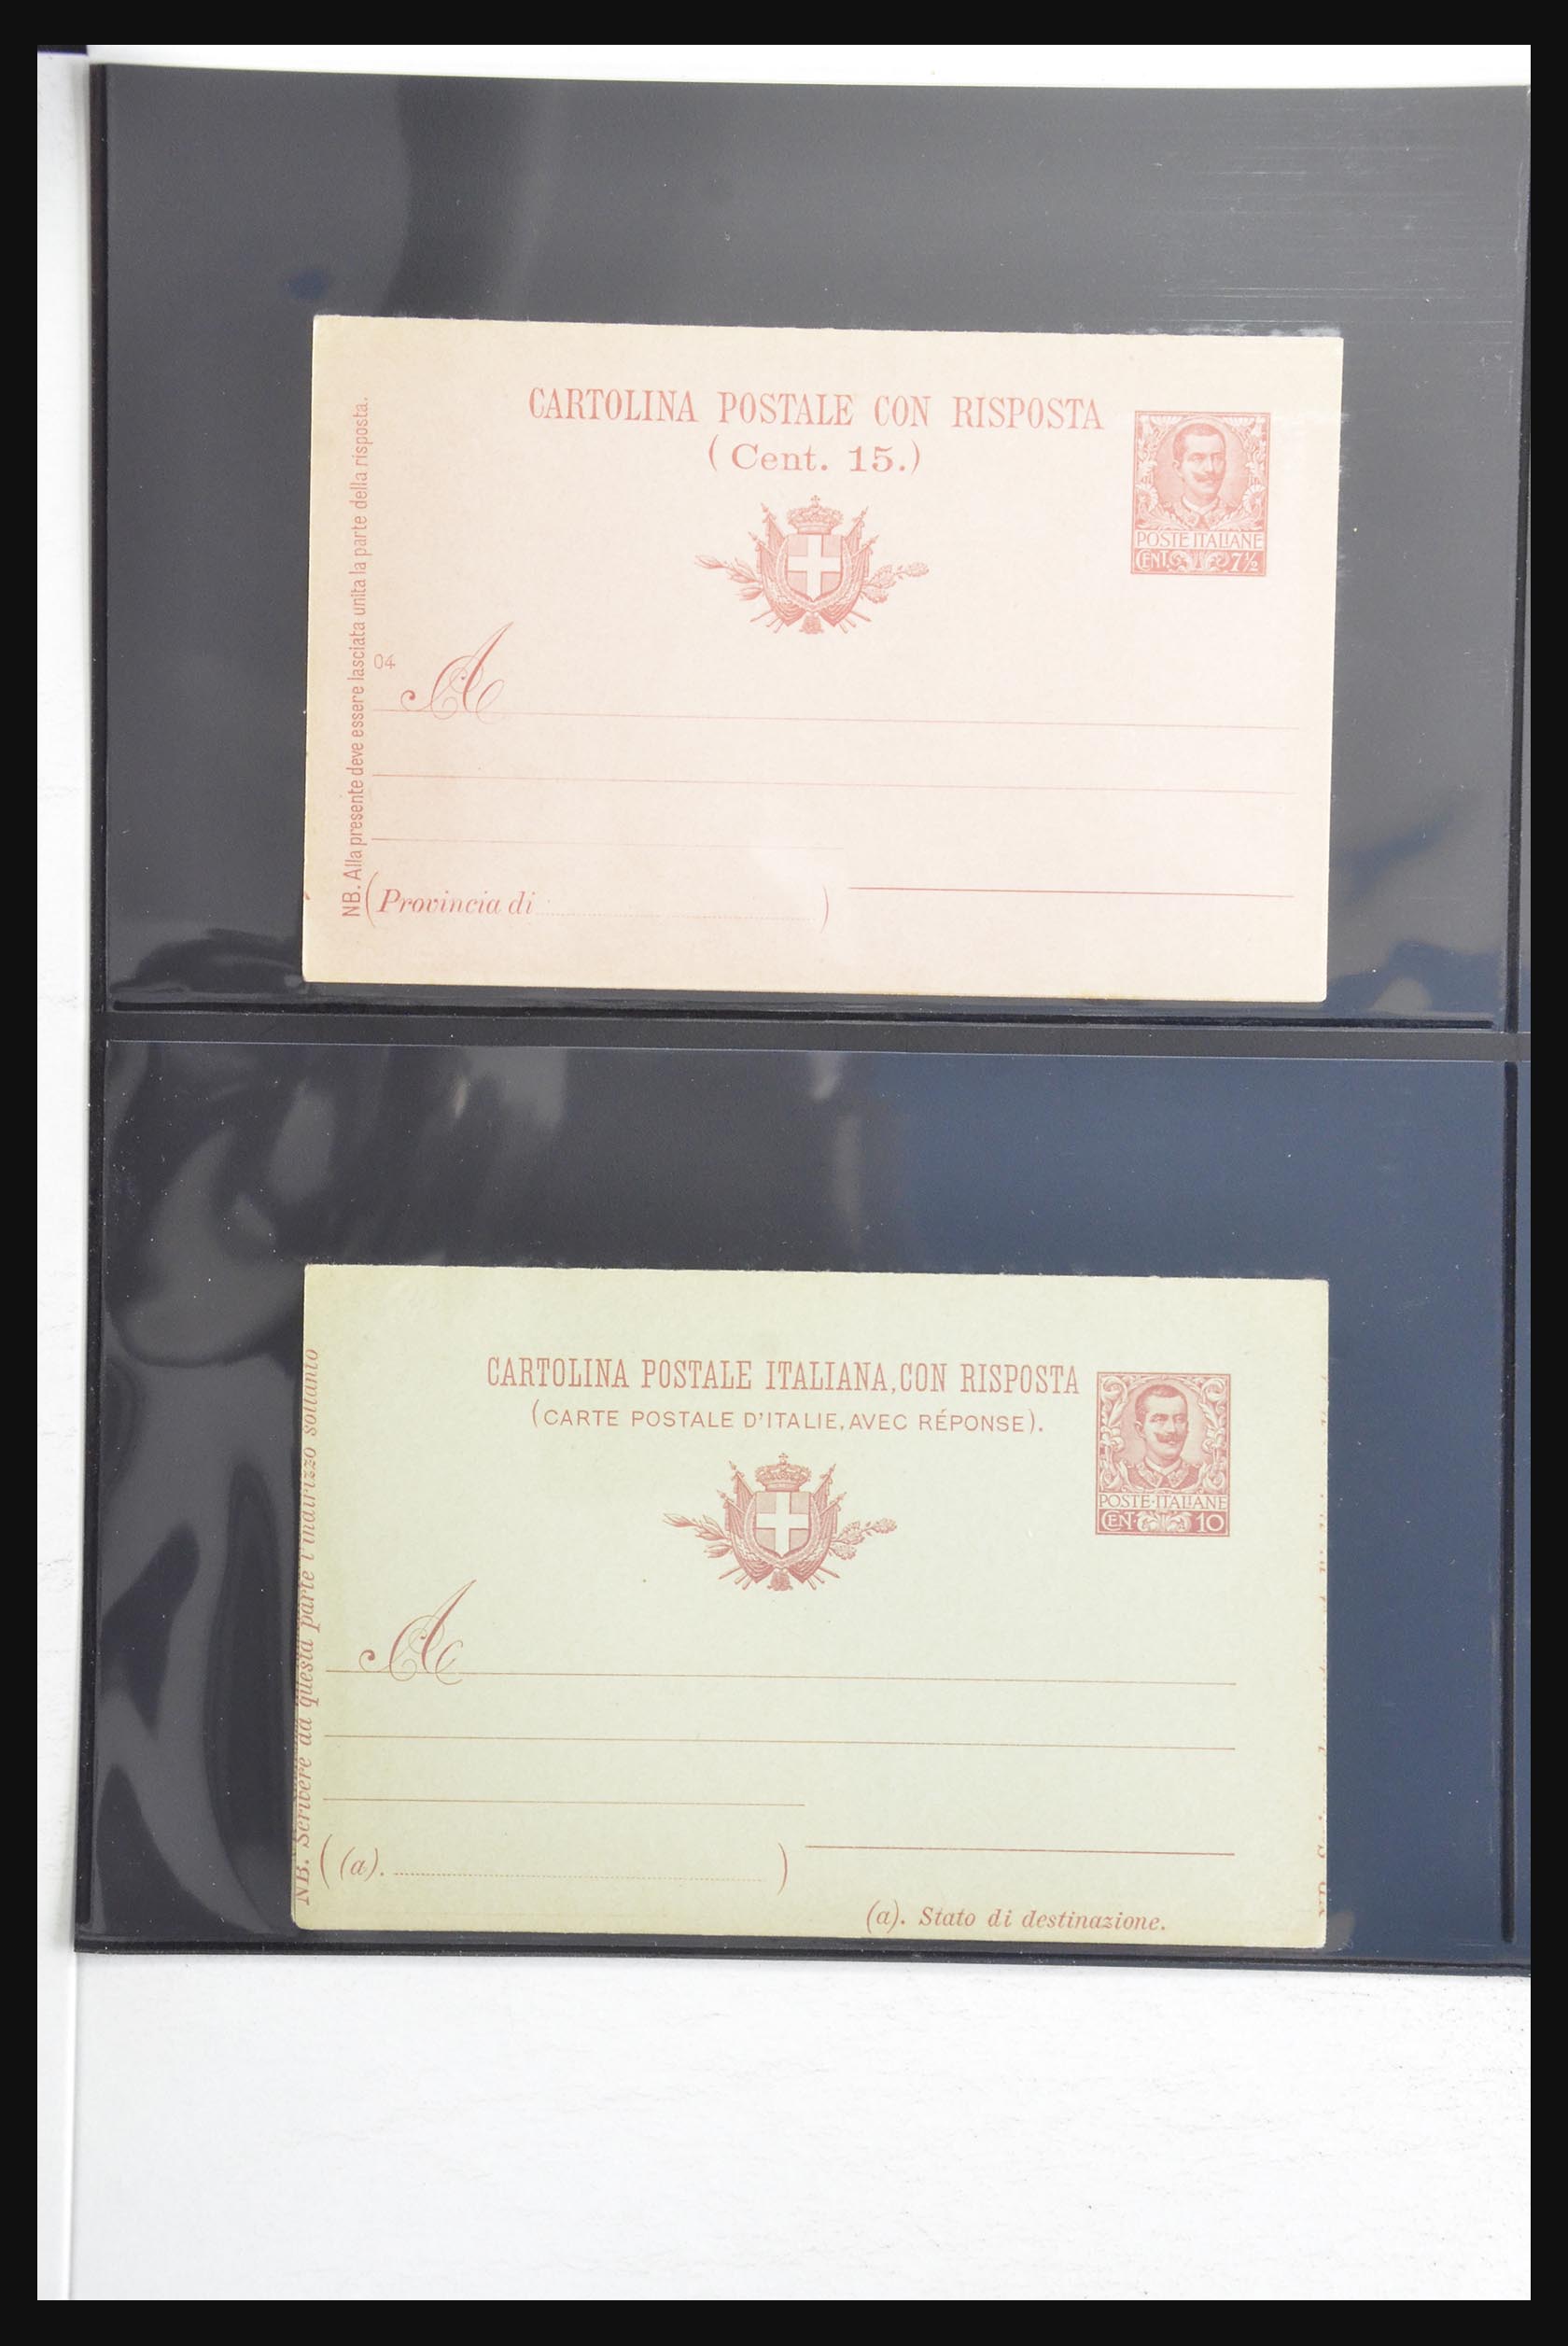 CARTOLINA POSTALE CON RISPOSTA
(Cent. 15.)
POSTE ITALIANE
CENT. 7½
NB. Alla presente deve essere lasciata unita la parte della risposta.
04
A
(Provincia di )
CARTOLINA POSTALE ITALIANA, CON RISPOSTA
(CARTE POSTALE D'ITALIE, AVEC RÉPONSE).
POSTE·ITALIANE
CEN· 10
NB. Scrivere da questa parte l'indirizzo soltanto
A
( (a). )
(a). Stato di destinazione.